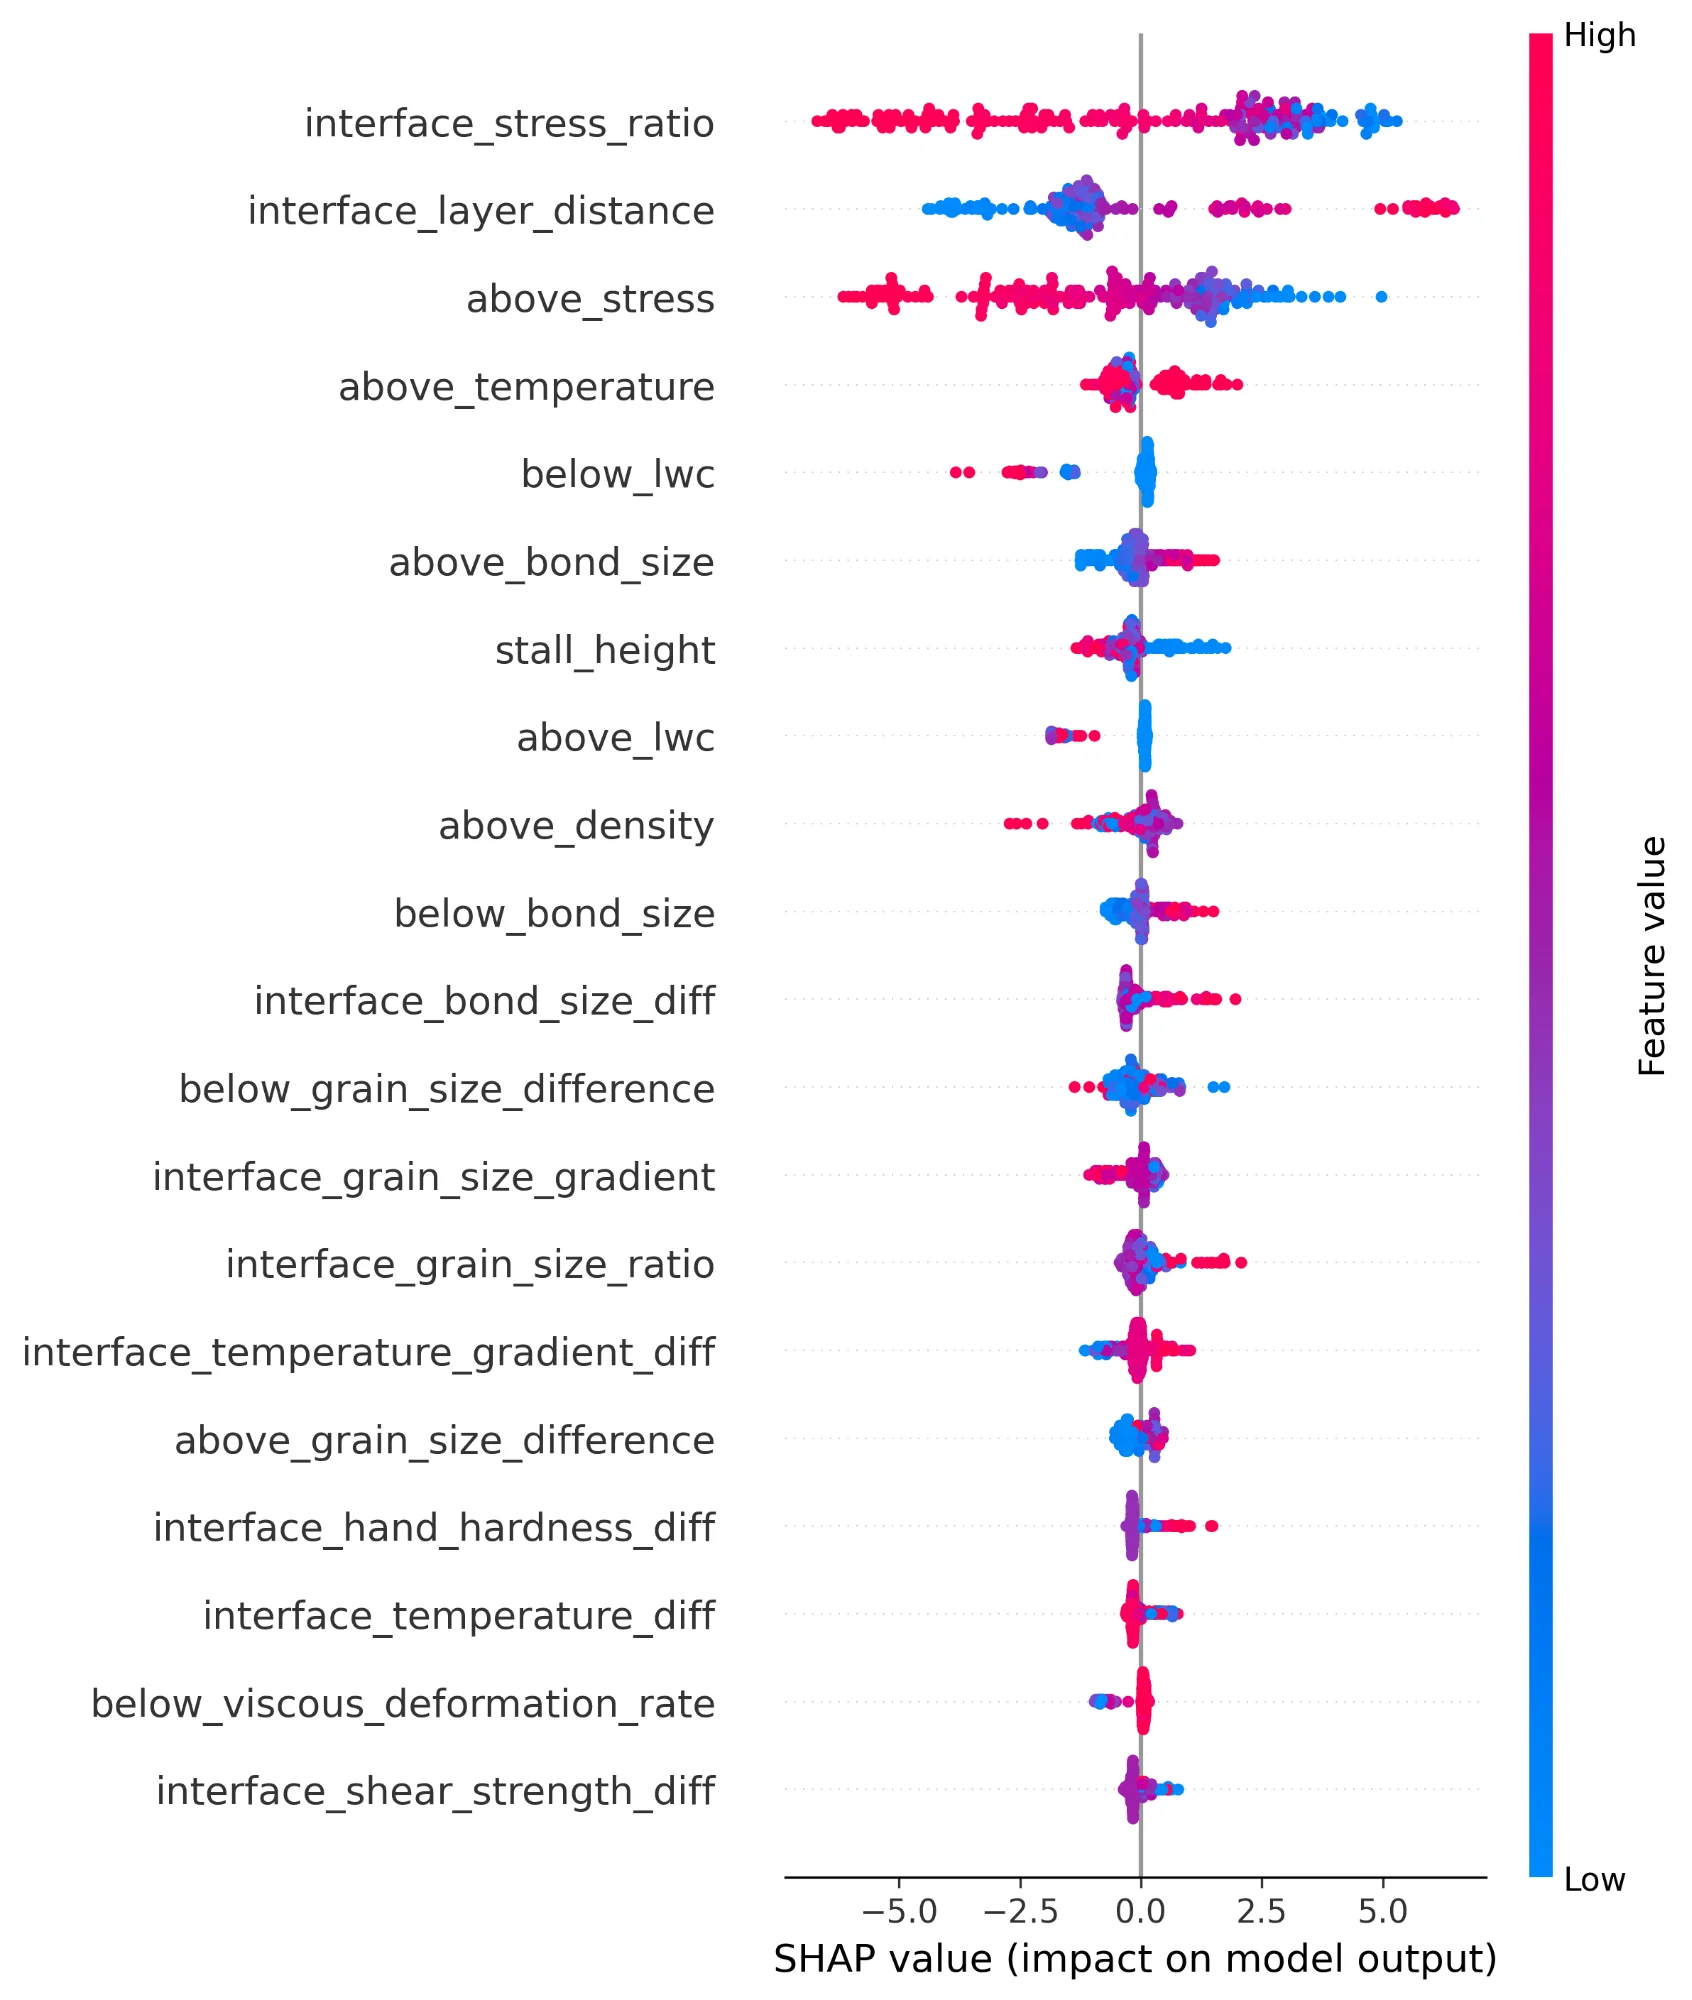 High
interface_stress_ratio
interface_layer_distance
above_stress
above_temperature
below_lwc
above_bond_size
stall_height
above_lwc
above_density
below_bond_size
interface_bond_size_diff
below_grain_size_difference
interface_grain_size_gradient
interface_grain_size_ratio
interface_temperature_gradient_diff
above_grain_size_difference
interface_hand_hardness_diff
interface_temperature_diff
below_viscous_deformation_rate
interface_shear_strength_diff
Feature value
Low
−5.0 −2.5 0.0 2.5 5.0
SHAP value (impact on model output)